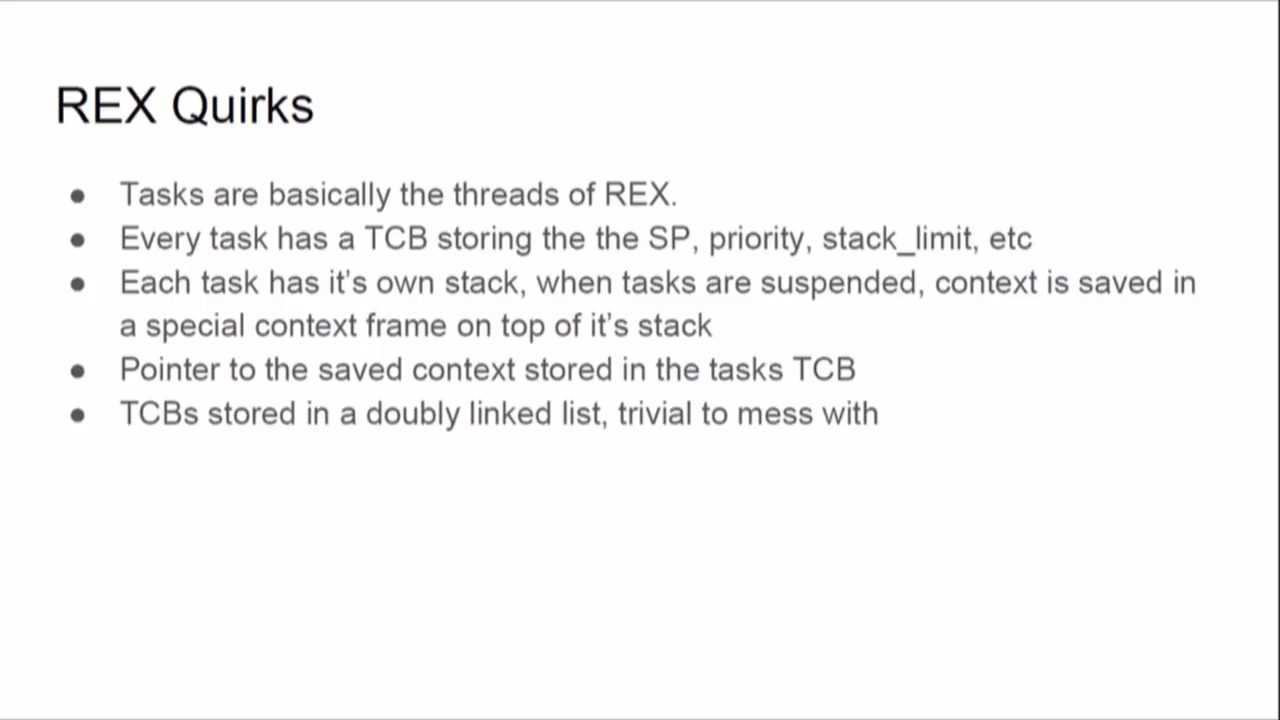 REX Quirks
● Tasks are basically the threads of REX.
● Every task has a TCB storing the the SP, priority, stack_limit, etc
● Each task has it’s own stack, when tasks are suspended, context is saved in
a special context frame on top of it’s stack
● Pointer to the saved context stored in the tasks TCB
● TCBs stored in a doubly linked list, trivial to mess with